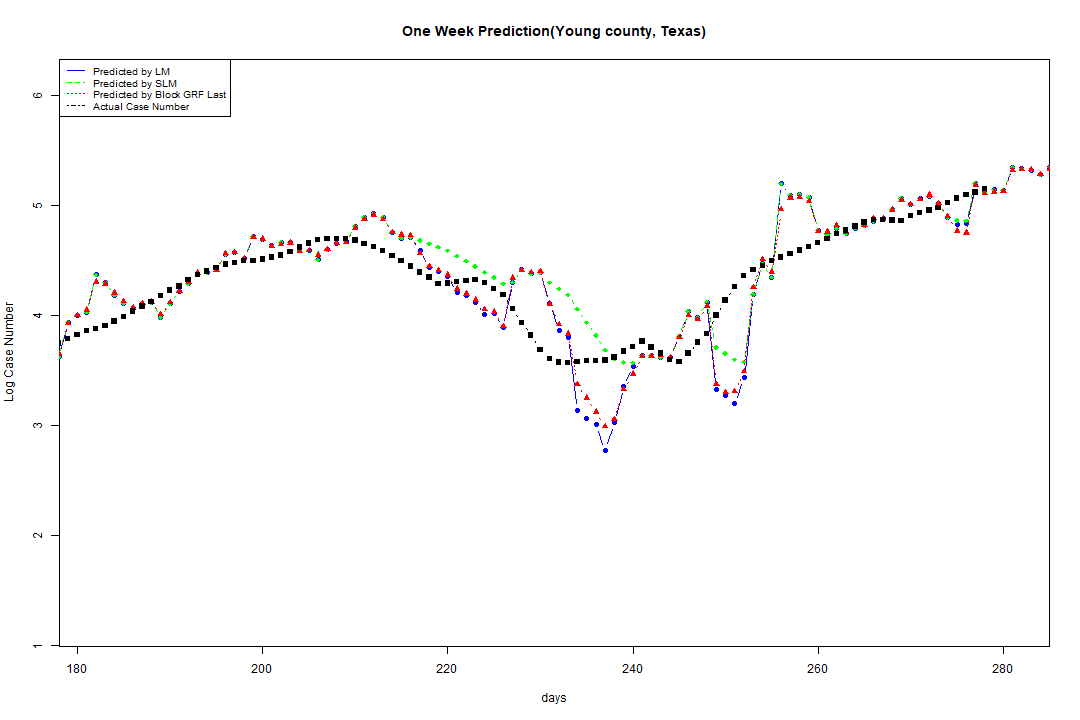 One Week Prediction(Young county, Texas)
Predicted by LM
Predicted by SLM
Predicted by Block GRF Last
Actual Case Number
6
5
4
3
2
1
Log Case Number
180 200 220 240 260 280
days